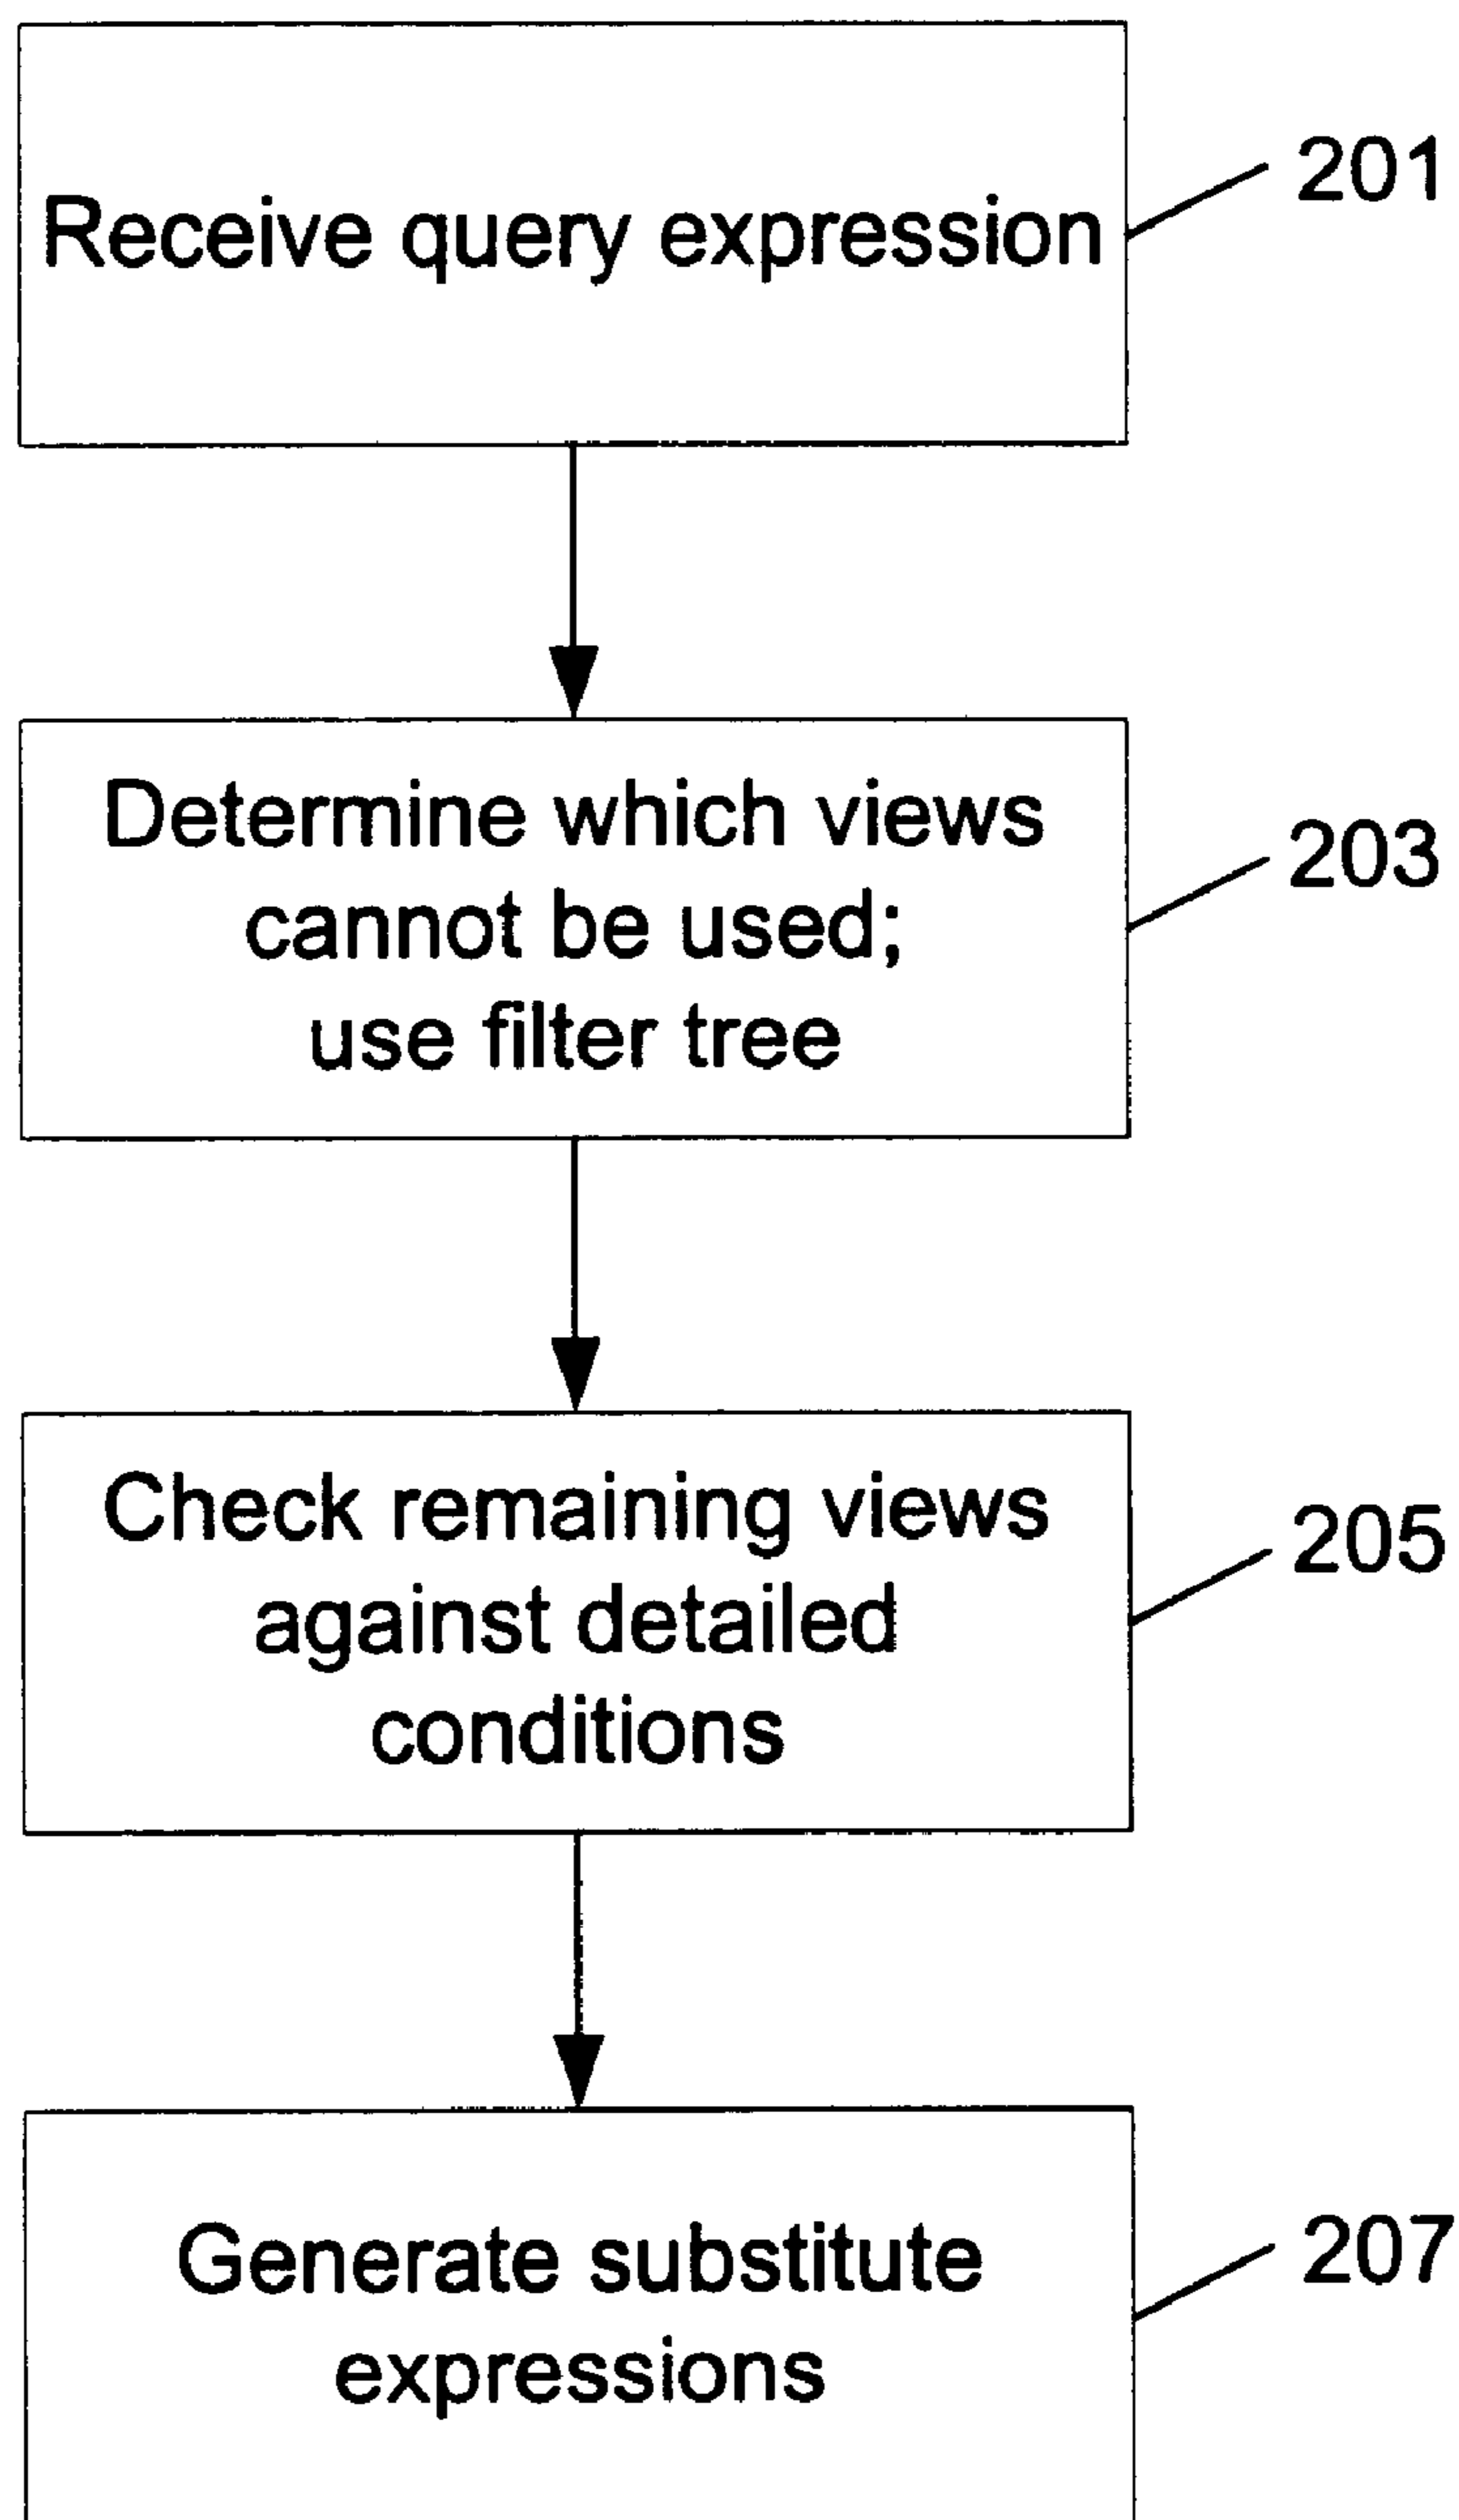 Receive query expression
201
Determine which views
cannot be used;
use filter tree
203
Check remaining views
against detailed
conditions
205
Generate substitute
expressions
207